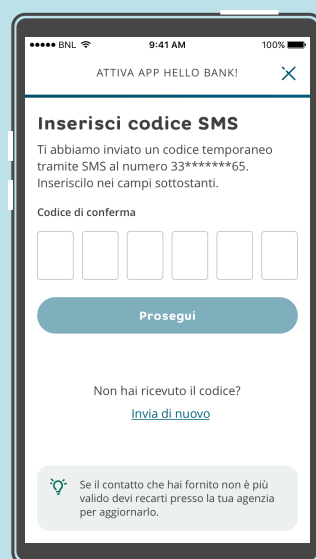 BNL 9:41 AM 100%
ATTIVA APP HELLO BANK!
Inserisci codice SMS
Ti abbiamo inviato un codice temporaneo
tramite SMS al numero 33*******65.
Inseriscilo nei campi sottostanti.
Codice di conferma
Prosegui
Non hai ricevuto il codice?
Invia di nuovo
Se il contatto che hai fornito non è più
valido devi recarti presso la tua agenzia
per aggiornarlo.